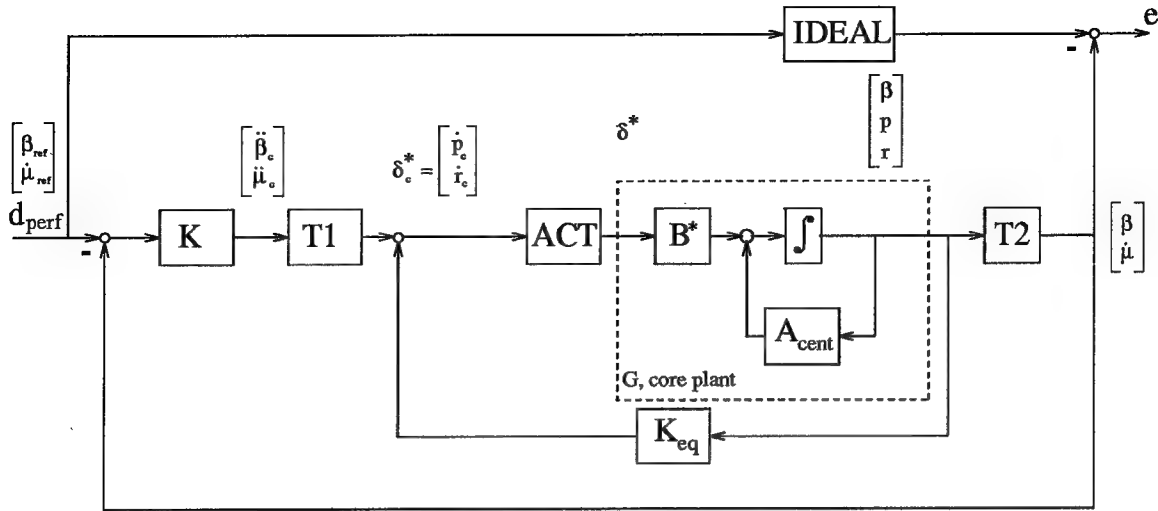 e
IDEAL
-
[β p r]
δ*
[β_ref μ̇_ref]
[β̈_c μ̈_c]
δ*_c = [ṗ_c ṙ_c]
d_perf
-
K
T1
ACT
B*
∫
T2
[β μ̇]
A_cent
G, core plant
K_eq